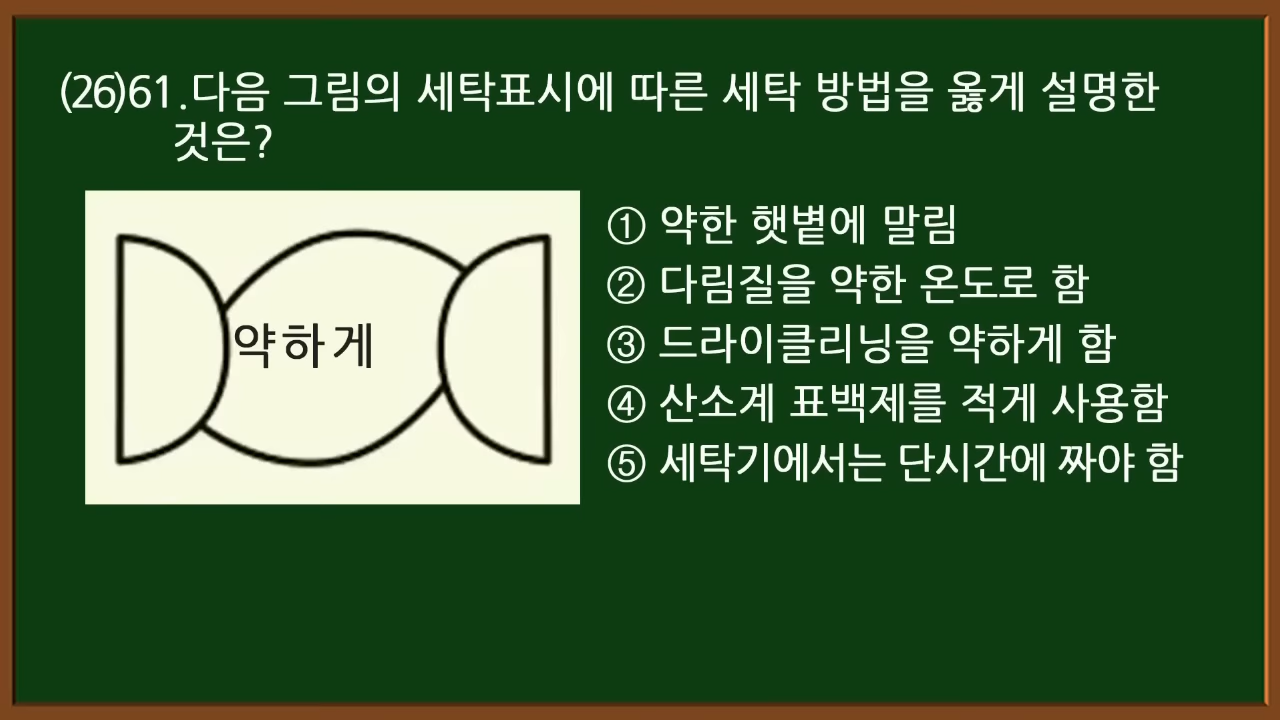 (26)61.다음 그림의 세탁표시에 따른 세탁 방법을 옳게 설명한
것은?
약하게
① 약한 햇볕에 말림
② 다림질을 약한 온도로 함
③ 드라이클리닝을 약하게 함
④ 산소계 표백제를 적게 사용함
⑤ 세탁기에서는 단시간에 짜야 함